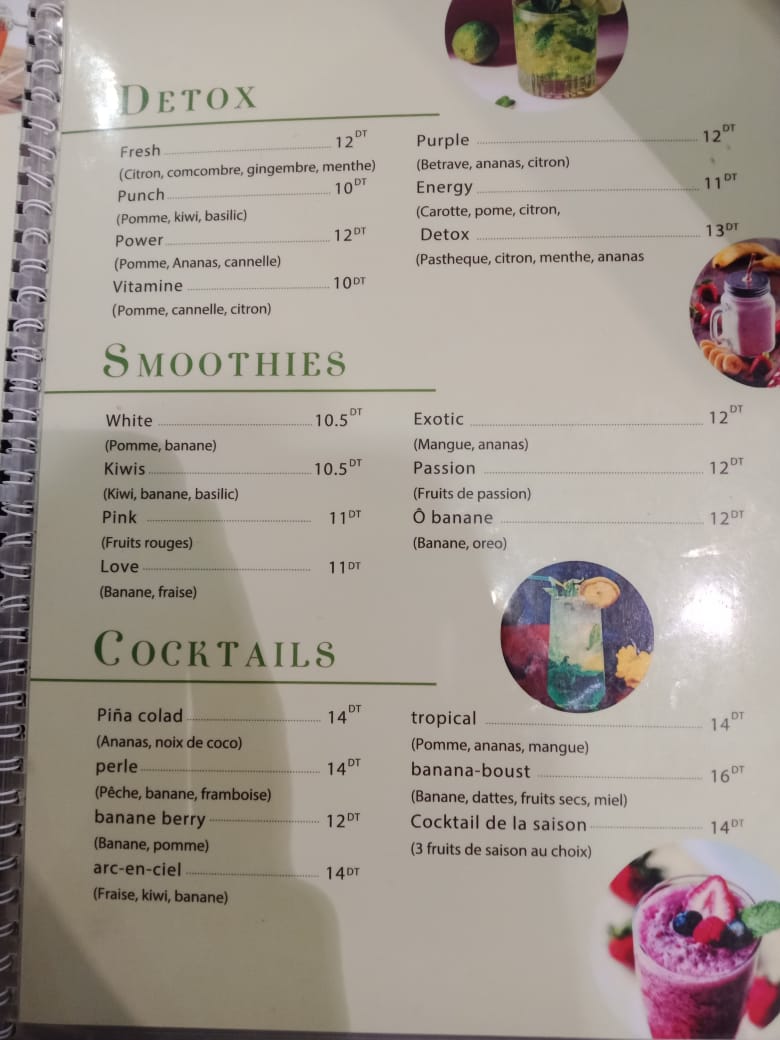 DETOX
Fresh 12 DT
(Citron, comcombre, gingembre, menthe)
Punch 10 DT
(Pomme, kiwi, basilic)
Power 12 DT
(Pomme, Ananas, cannelle)
Vitamine 10 DT
(Pomme, cannelle, citron)
Purple 12 DT
(Betrave, ananas, citron)
Energy 11 DT
(Carotte, pome, citron,
Detox 13 DT
(Pastheque, citron, menthe, ananas
SMOOTHIES
White 10.5 DT
(Pomme, banane)
Kiwis 10.5 DT
(Kiwi, banane, basilic)
Pink 11 DT
(Fruits rouges)
Love 11 DT
(Banane, fraise)
Exotic 12 DT
(Mangue, ananas)
Passion 12 DT
(Fruits de passion)
Ô banane 12 DT
(Banane, oreo)
COCKTAILS
Piña colad 14 DT
(Ananas, noix de coco)
perle 14 DT
(Pêche, banane, framboise)
banane berry 12 DT
(Banane, pomme)
arc-en-ciel 14 DT
(Fraise, kiwi, banane)
tropical 14 DT
(Pomme, ananas, mangue)
banana-boust 16 DT
(Banane, dattes, fruits secs, miel)
Cocktail de la saison 14 DT
(3 fruits de saison au choix)